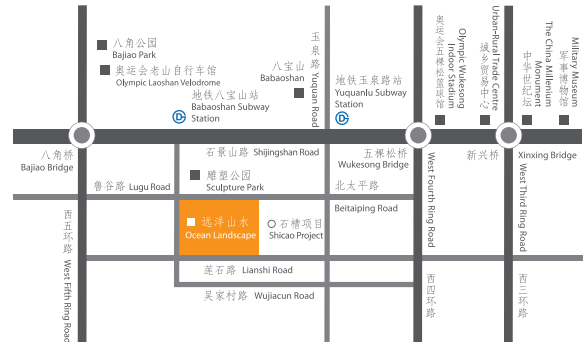 八角公园
Bajiao Park
奥运会老山自行车馆
Olympic Laoshan Velodrome
地铁八宝山站
Babaoshan Subway
Station
八宝山
Babaoshan
玉泉路 Yuquan Road
地铁玉泉路站
Yuquanlu Subway
Station
奥运会五棵松篮球馆
Olympic Wukesong
Indoor Stadium
城乡贸易中心
Urban-Rural Trade Centre
中华世纪坛
The China Millenium
Monument
军事博物馆
Military Museum
八角桥
Bajiao Bridge
石景山路 Shijingshan Road
五棵松桥
Wukesong Bridge
新兴桥
Xinxing Bridge
鲁谷路 Lugu Road
雕塑公园
Sculpture Park
北太平路
Beitaiping Road
远洋山水
Ocean Landscape
石槽项目
Shicao Project
莲石路 Lianshi Road
吴家村路 Wujiacun Road
西五环路 West Fifth Ring Road
West Fourth Ring Road
西四环路
West Third Ring Road
西三环路